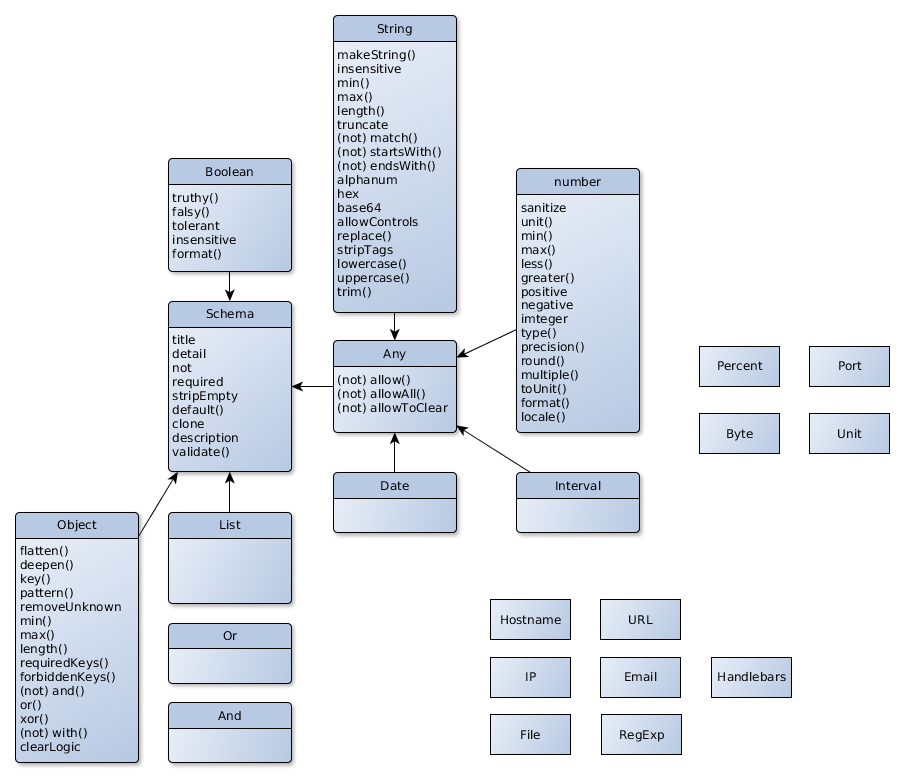 String
makeString()
insensitive
min()
max()
length()
truncate
(not) match()
(not) startsWith()
(not) endsWith()
alphanum
hex
base64
allowControls
replace()
stripTags
lowercase()
uppercase()
trim()
Boolean
truthy()
falsy()
tolerant
insensitive
format()
number
sanitize
unit()
min()
max()
less()
greater()
positive
negative
imteger
type()
precision()
round()
multiple()
toUnit()
format()
locale()
Schema
title
detail
not
required
stripEmpty
default()
clone
description
validate()
Any
(not) allow()
(not) allowAll()
(not) allowToClear
Percent
Port
Byte
Unit
Date
Interval
Object
flatten()
deepen()
key()
pattern()
removeUnknown
min()
max()
length()
requiredKeys()
forbiddenKeys()
(not) and()
or()
xor()
(not) with()
clearLogic
List
Or
And
Hostname
URL
IP
Email
Handlebars
File
RegExp